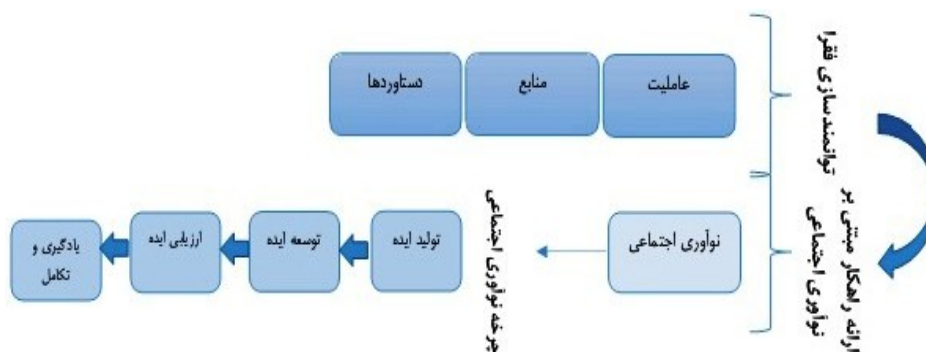 توانمندسازی فقرا
عاملیت
منابع
دستاوردها
ارائه راهکار مبتنی بر
نوآوری اجتماعی
نوآوری اجتماعی
چرخه نوآوری اجتماعی
تولید ایده
توسعه ایده
ارزیابی ایده
یادگیری و
تکامل